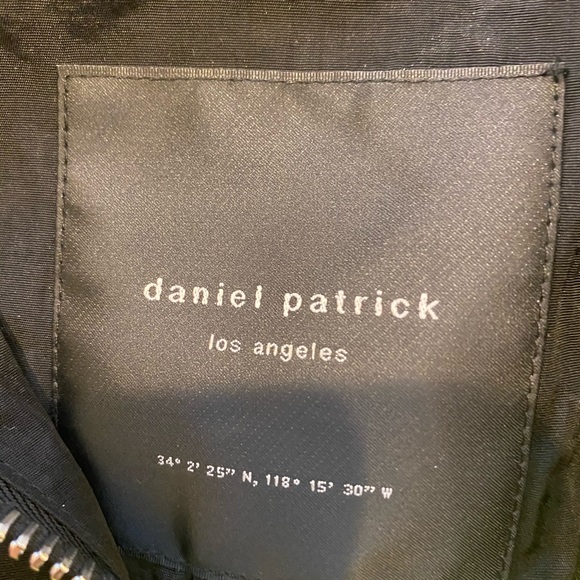 daniel patrick
los angeles
34° 2' 25" N, 118° 15' 30" W